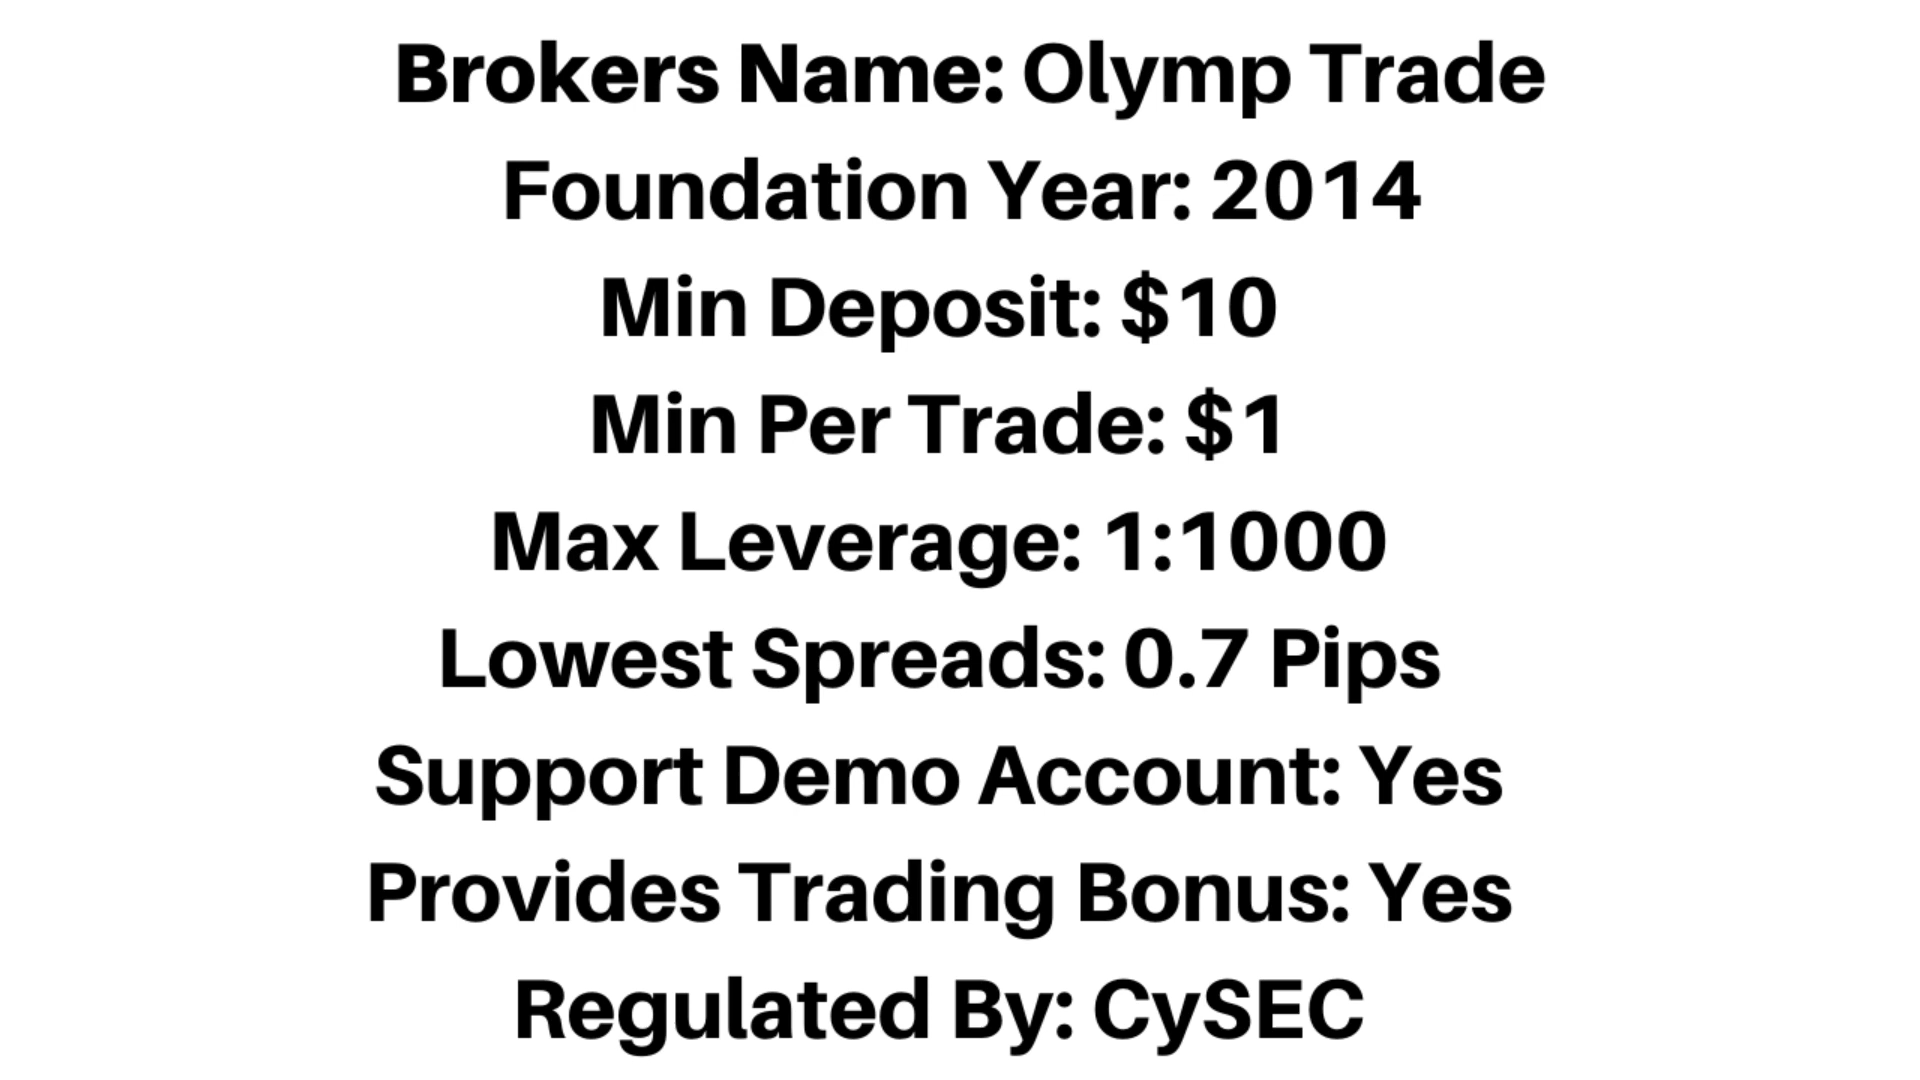 Brokers Name: Olymp Trade
Foundation Year: 2014
Min Deposit: $10
Min Per Trade: $1
Max Leverage: 1:1000
Lowest Spreads: 0.7 Pips
Support Demo Account: Yes
Provides Trading Bonus: Yes
Regulated By: CySEC